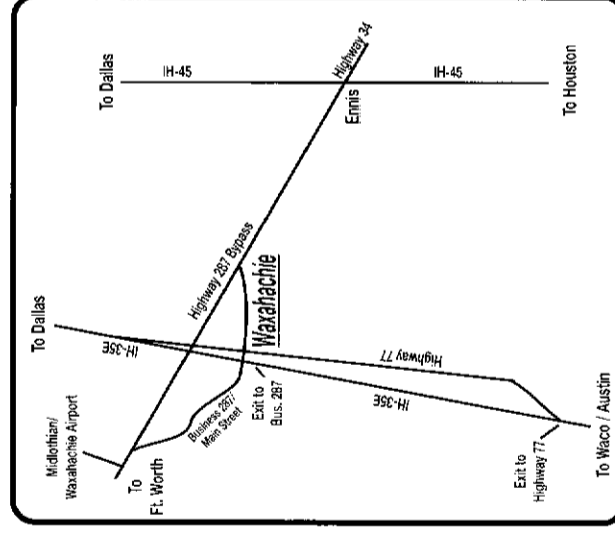 To Dallas
IH-45
Highway 34
Ennis
IH-45
To Houston
Highway 287 Bypass
To Dallas
IH-35E
Waxahachie
Midlothian/
Waxahachie Airport
To
Ft. Worth
Business 287/
Main Street
Exit to
Bus. 287
Highway 77
IH-35E
Exit to
Highway 77
To Waco / Austin